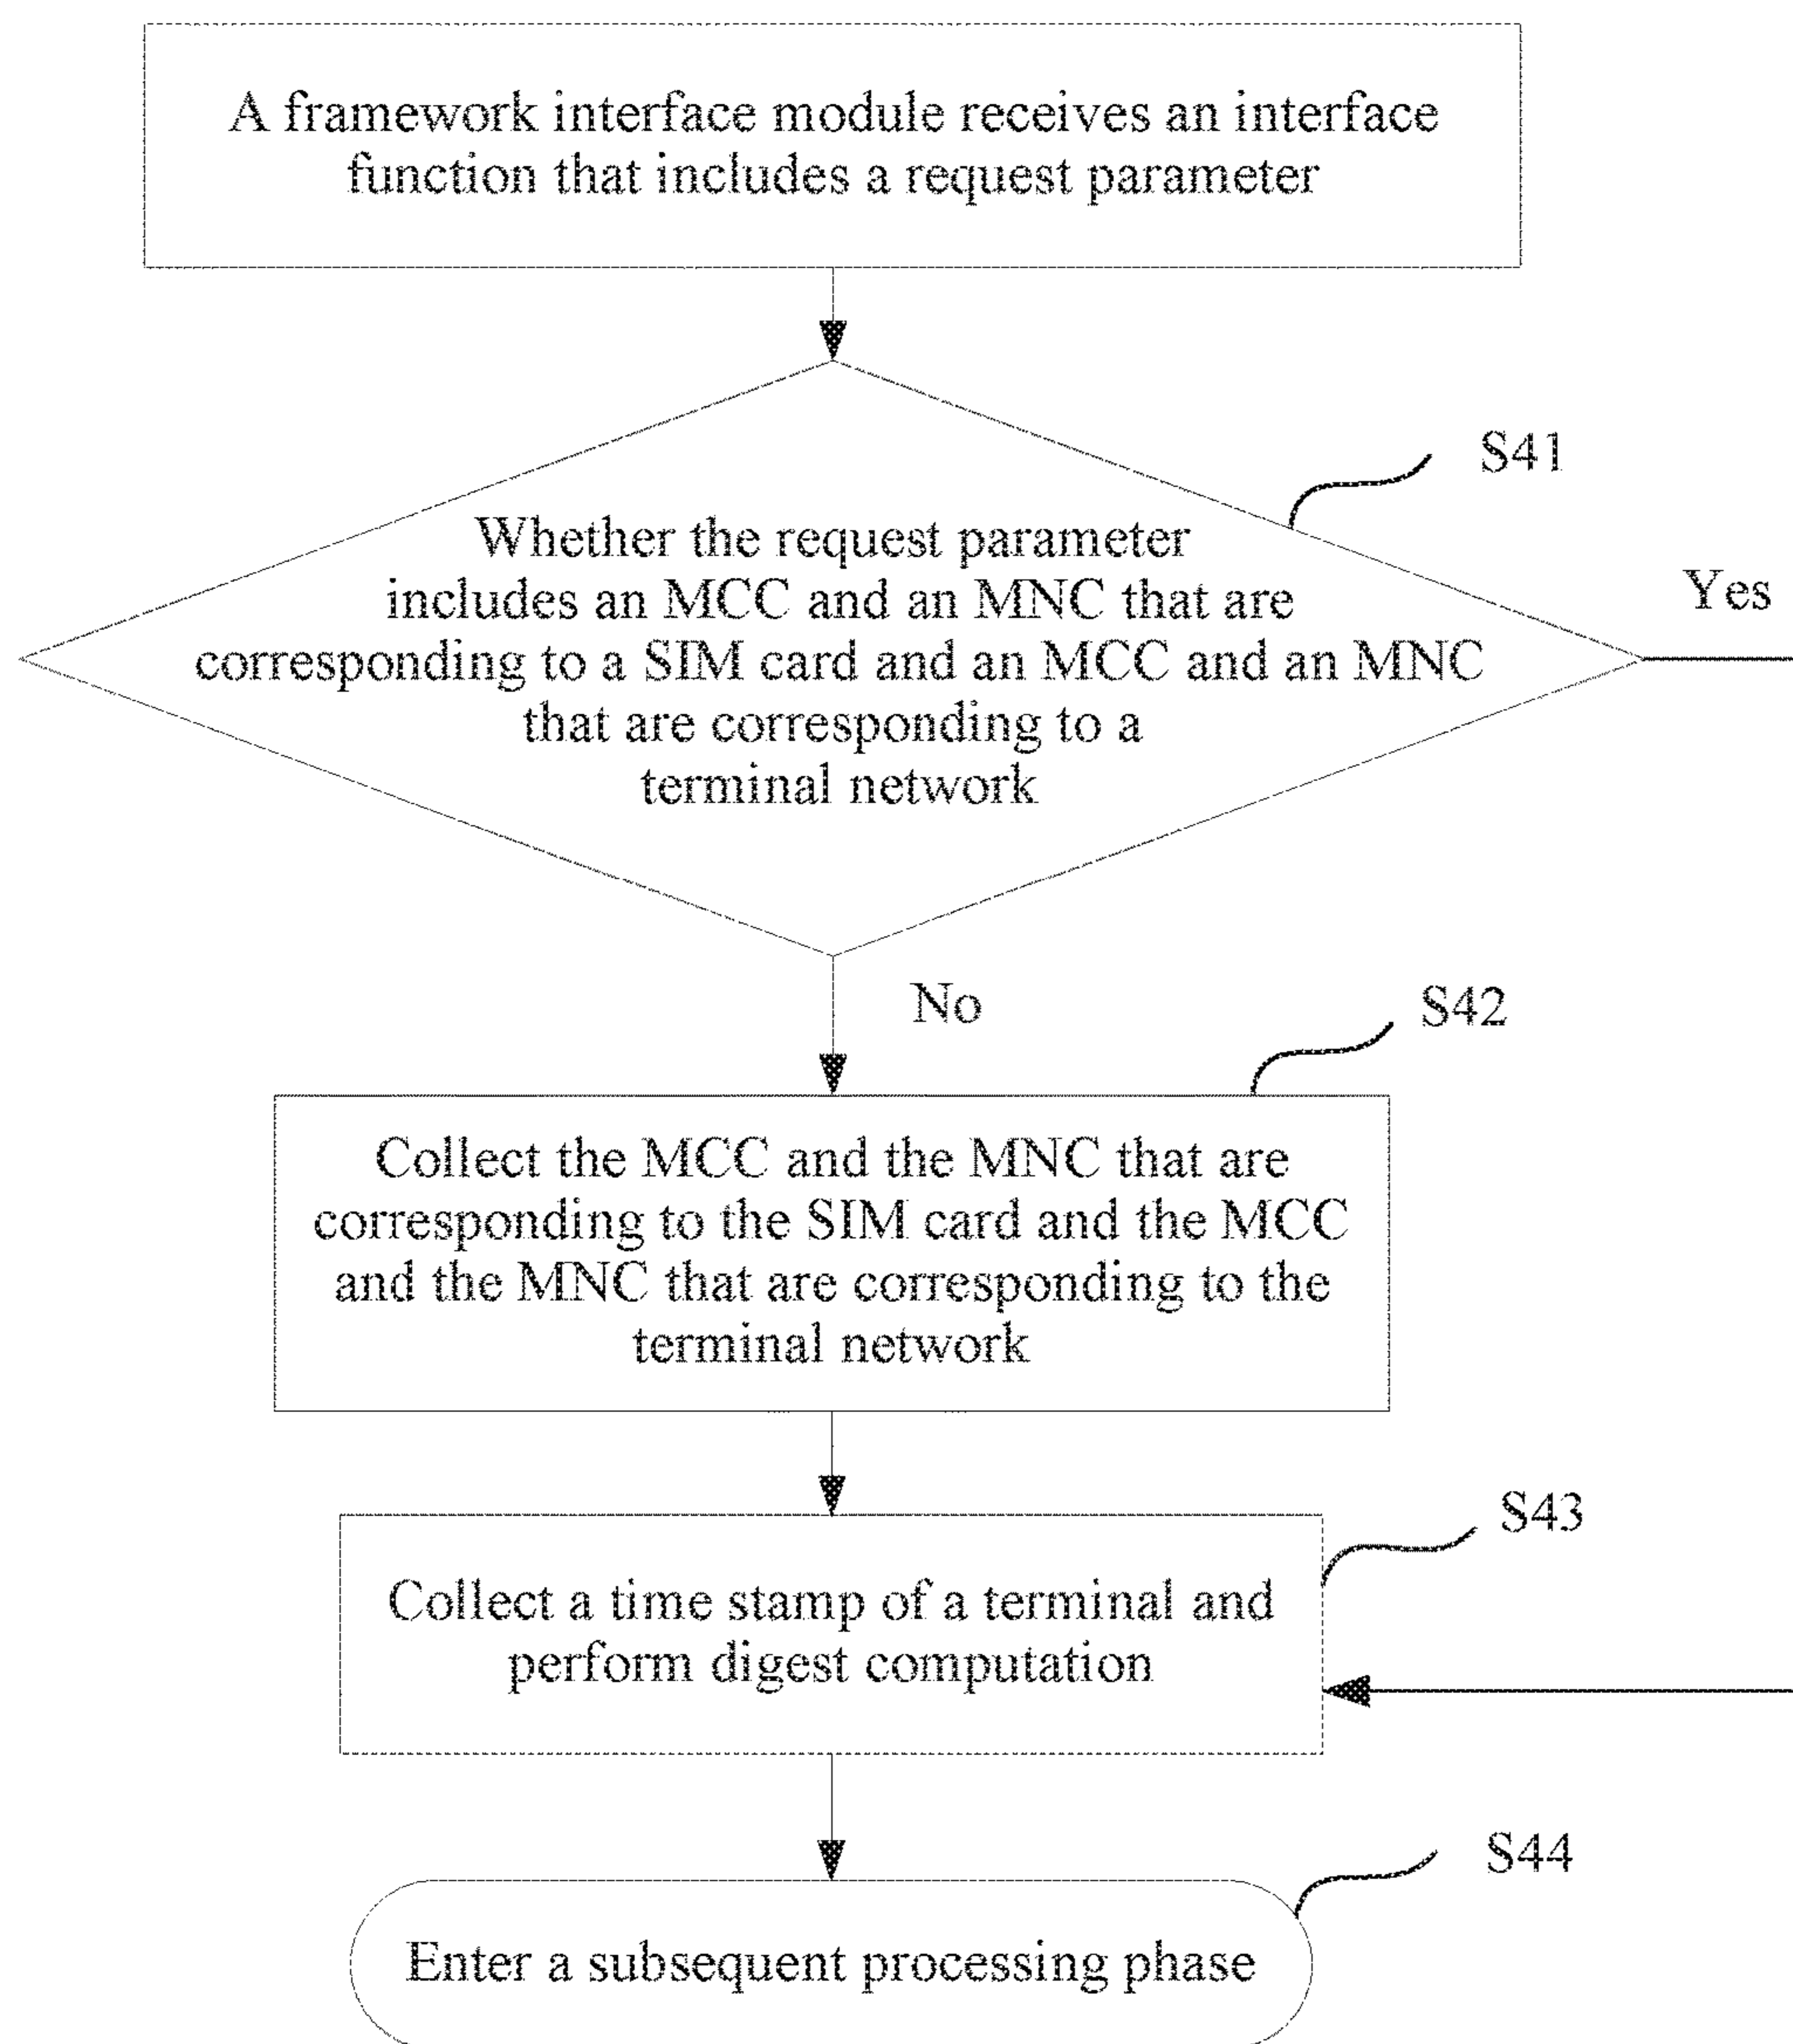 A framework interface module receives an interface
function that includes a request parameter
S41
Whether the request parameter
includes an MCC and an MNC that are
corresponding to a SIM card and an MCC and an MNC
that are corresponding to a
terminal network
Yes
No
S42
Collect the MCC and the MNC that are
corresponding to the SIM card and the MCC
and the MNC that are corresponding to the
terminal network
S43
Collect a time stamp of a terminal and
perform digest computation
S44
Enter a subsequent processing phase